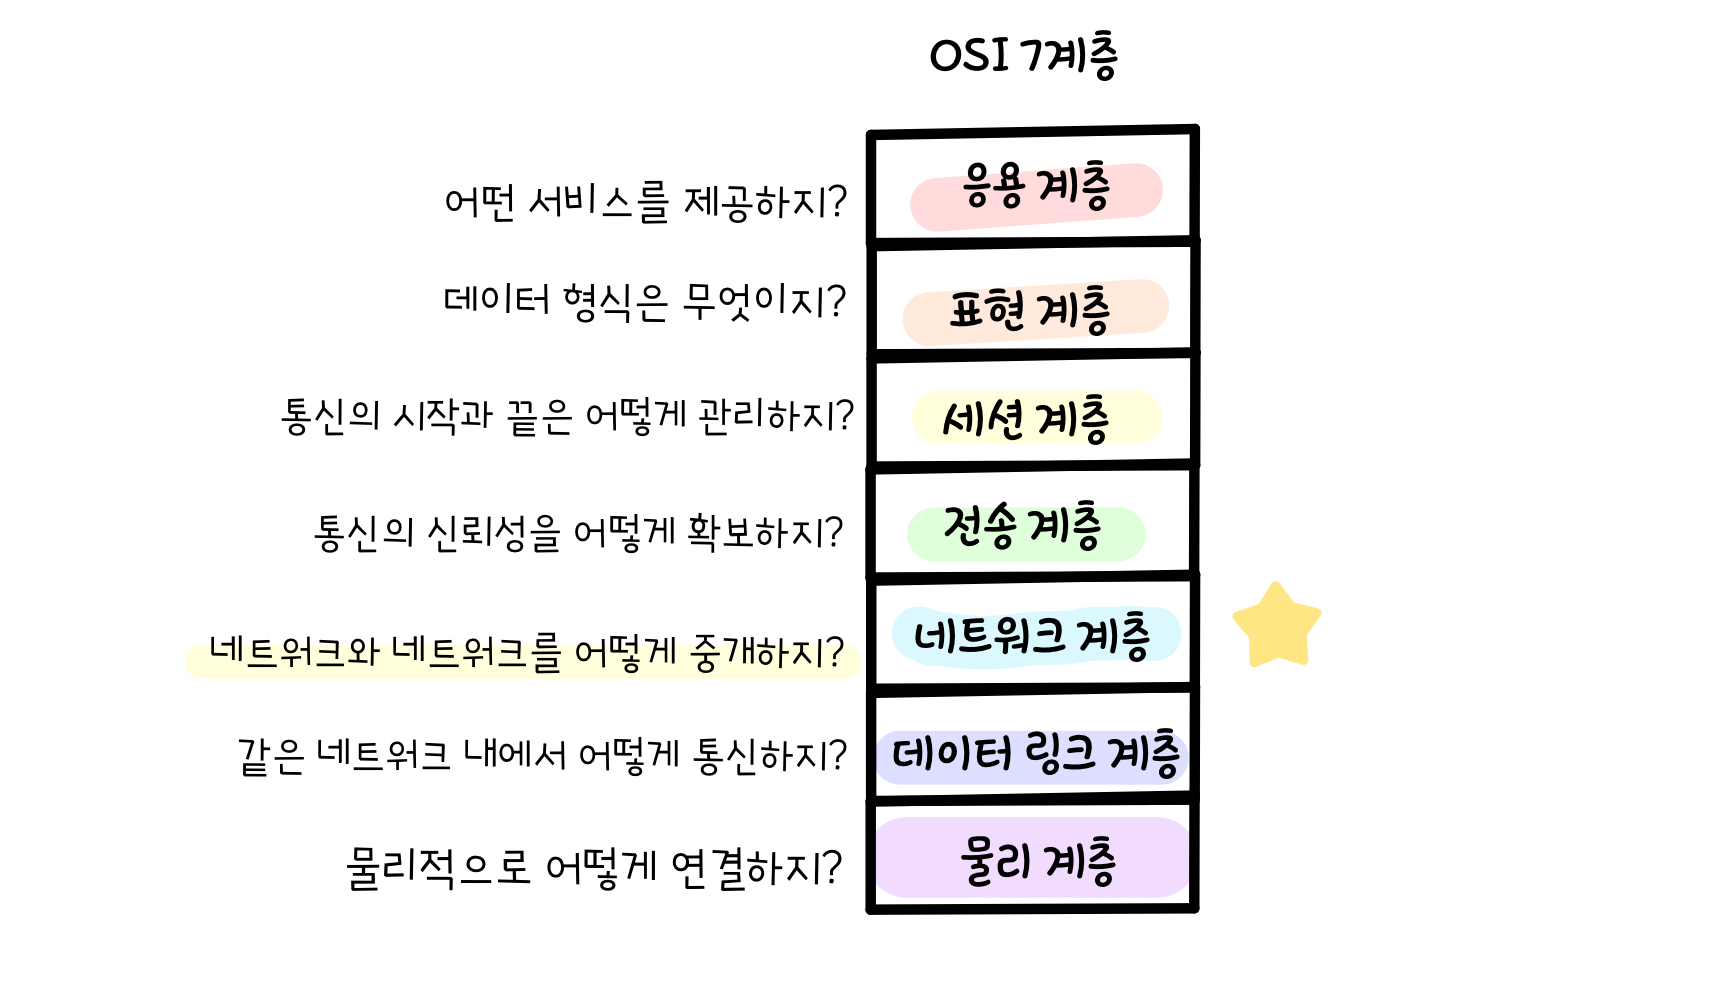 OSI 7계층
어떤 서비스를 제공하지?
응용 계층
데이터 형식은 무엇이지?
표현 계층
통신의 시작과 끝은 어떻게 관리하지?
세션 계층
통신의 신뢰성을 어떻게 확보하지?
전송 계층
네트워크와 네트워크를 어떻게 중개하지?
네트워크 계층
같은 네트워크 내에서 어떻게 통신하지?
데이터 링크 계층
물리적으로 어떻게 연결하지?
물리 계층